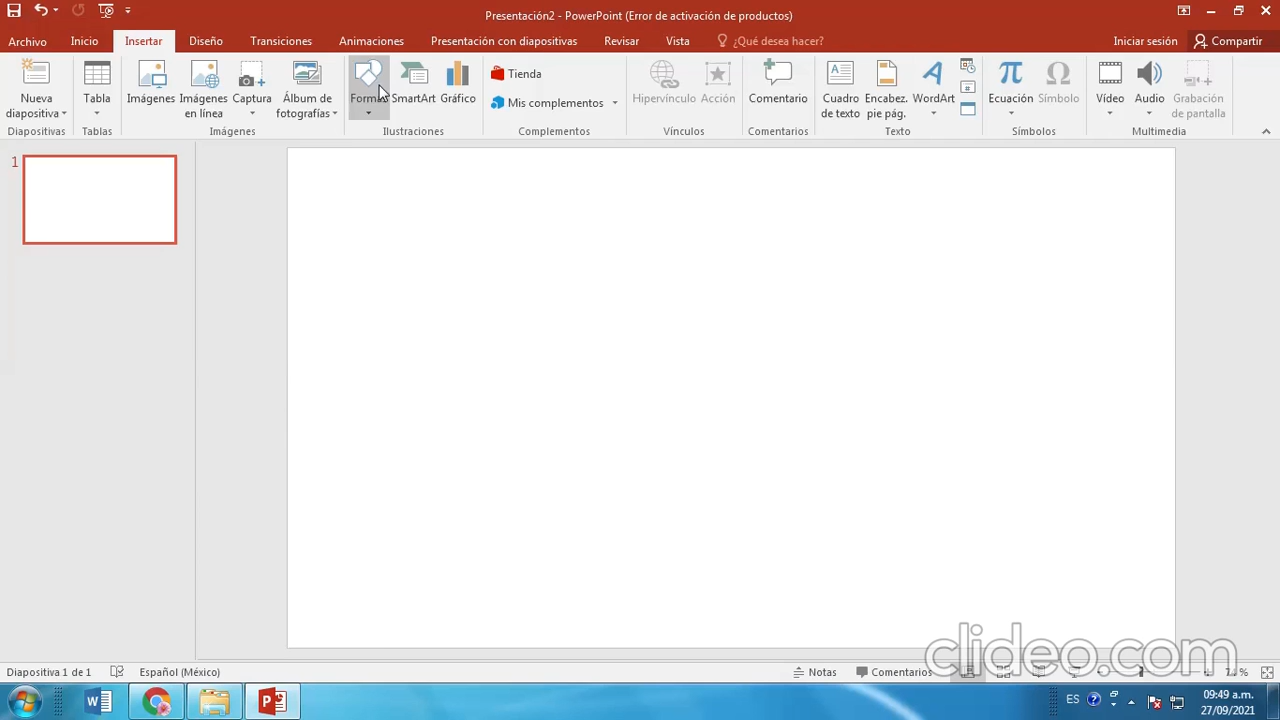 Presentación2 - PowerPoint (Error de activación de productos)
Archivo Inicio Insertar Diseño Transiciones Animaciones Presentación con diapositivas Revisar Vista ¿Qué desea hacer? Iniciar sesión Compartir
Nueva diapositiva
Tabla
Imágenes
Imágenes en línea
Captura
Álbum de fotografías
Formas
SmartArt
Gráfico
Tienda
Mis complementos
Hipervínculo
Acción
Comentario
Cuadro de texto
Encabez. pie pág.
WordArt
Ecuación
Símbolo
Vídeo
Audio
Grabación de pantalla
Diapositivas Tablas Imágenes Ilustraciones Complementos Vínculos Comentarios Texto Símbolos Multimedia
1
Diapositiva 1 de 1 Español (México) Notas Comentarios
clideo.com
ES 09:49 a.m.
27/09/2021